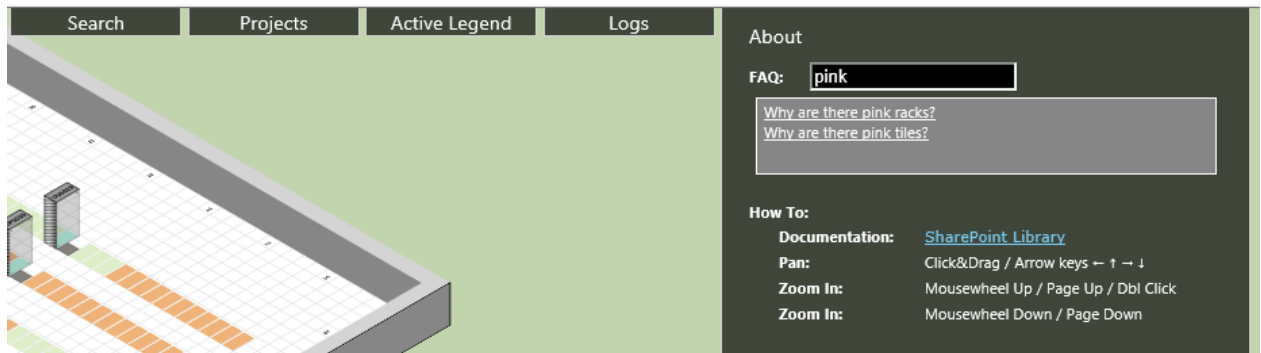 Search
Projects
Active Legend
Logs
About
FAQ: pink
Why are there pink racks?
Why are there pink tiles?
How To:
Documentation: SharePoint Library
Pan: Click&Drag / Arrow keys ← ↑ → ↓
Zoom In: Mousewheel Up / Page Up / Dbl Click
Zoom In: Mousewheel Down / Page Down